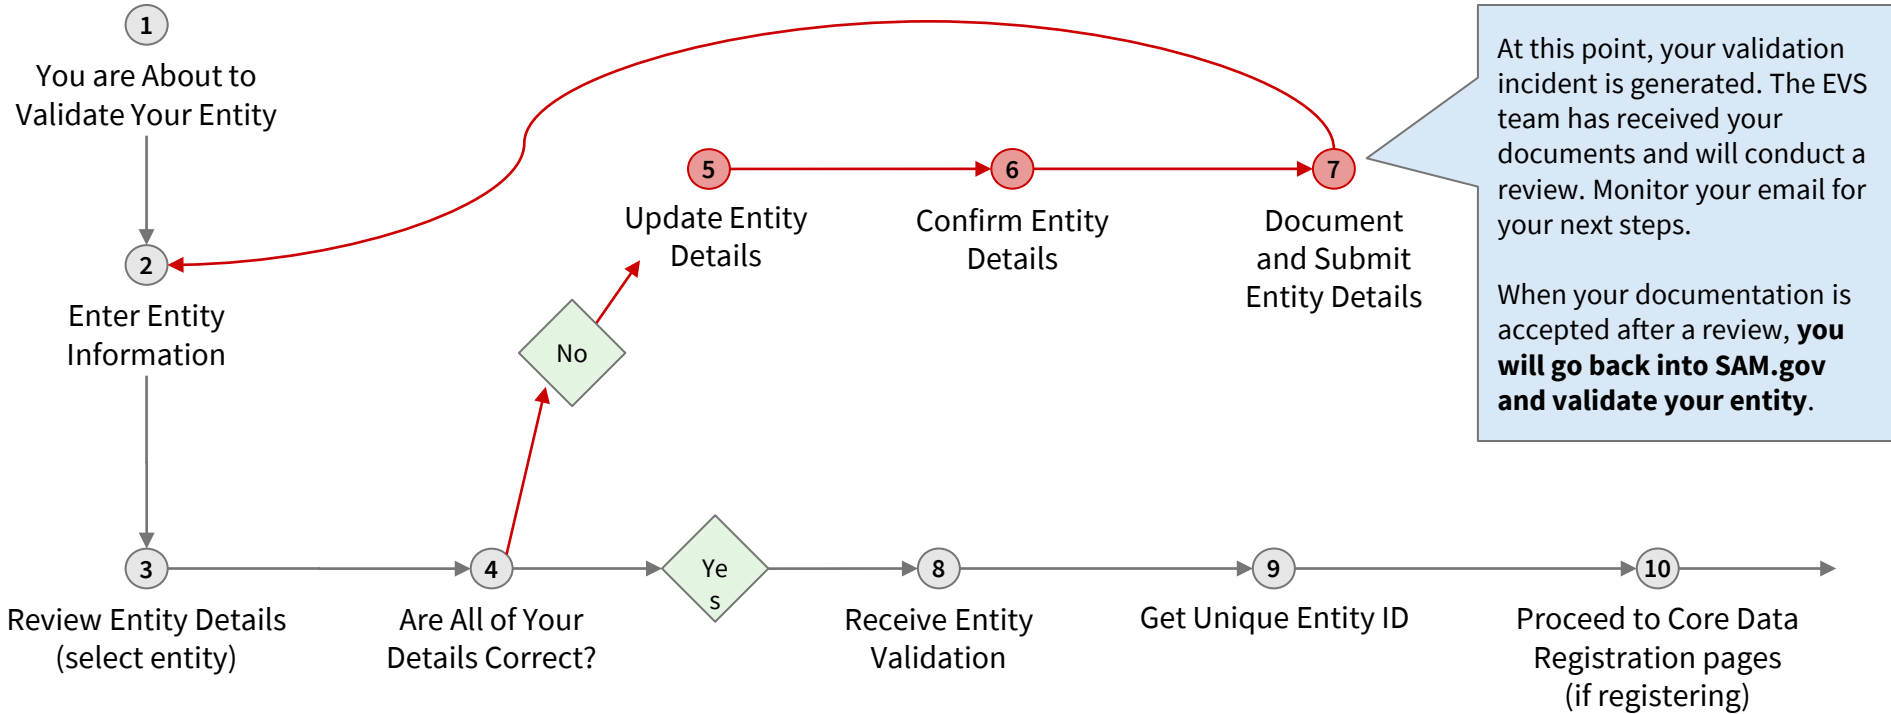 1
You are About to
Validate Your Entity
2
Enter Entity
Information
3
Review Entity Details
(select entity)
4
Are All of Your
Details Correct?
No
5
Update Entity
Details
6
Confirm Entity
Details
7
Document
and Submit
Entity Details
At this point, your validation
incident is generated. The EVS
team has received your
documents and will conduct a
review. Monitor your email for
your next steps.
When your documentation is
accepted after a review, you
will go back into SAM.gov
and validate your entity.
Ye
s
8
Receive Entity
Validation
9
Get Unique Entity ID
10
Proceed to Core Data
Registration pages
(if registering)